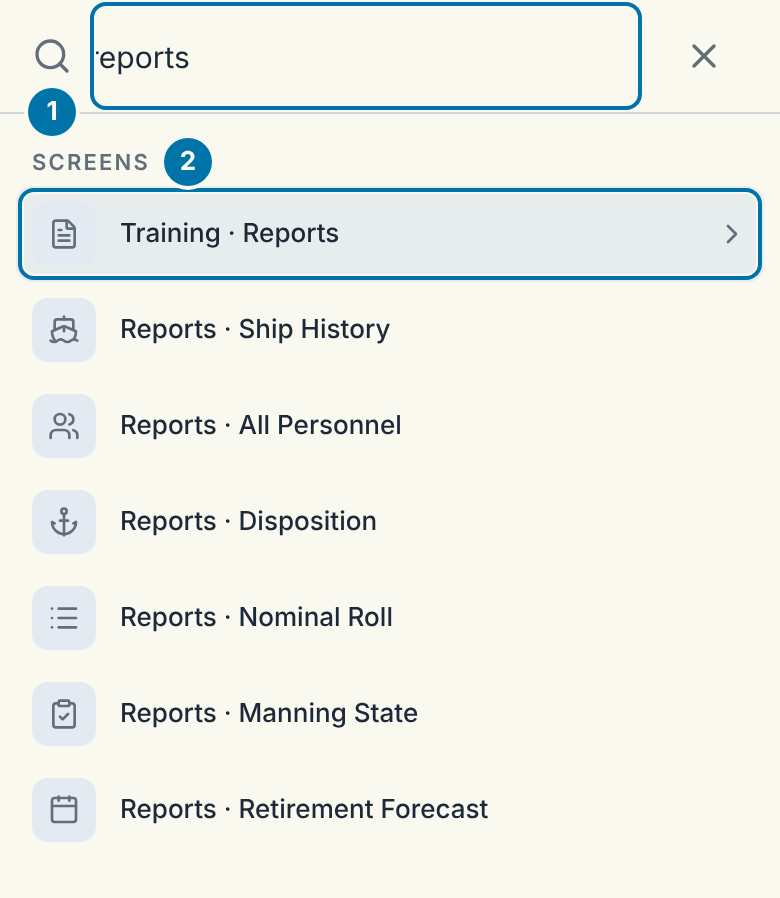 reports
1
SCREENS 2
Training · Reports
Reports · Ship History
Reports · All Personnel
Reports · Disposition
Reports · Nominal Roll
Reports · Manning State
Reports · Retirement Forecast